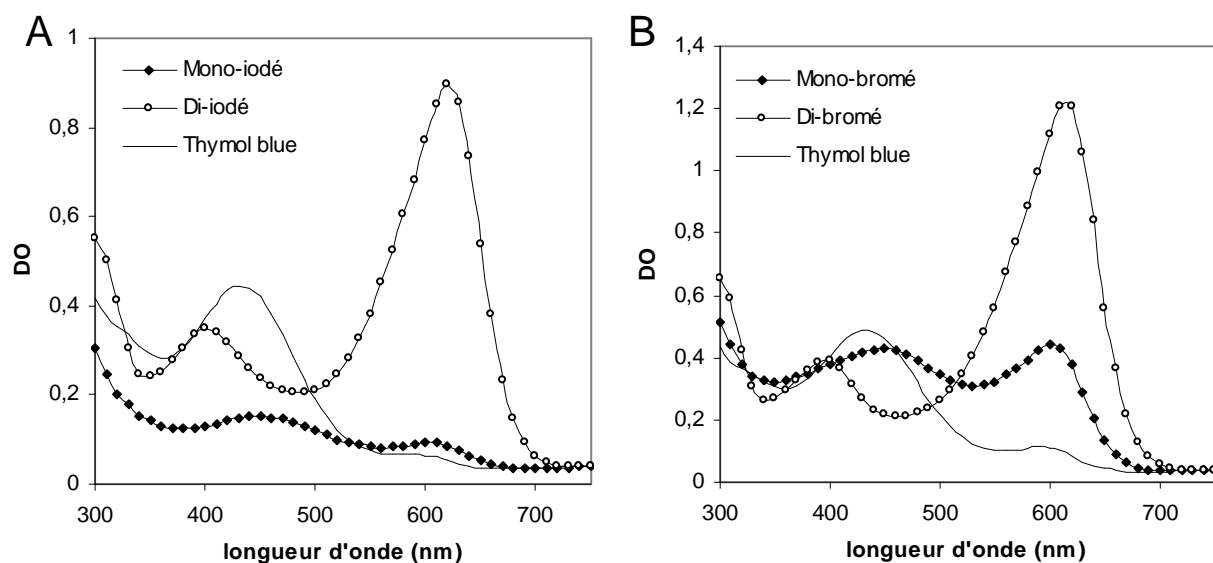 A
1
Mono-iodé
Di-iodé
Thymol blue
0,8
0,6
0,4
0,2
0
DO
300 400 500 600 700
longueur d'onde (nm)
B
1,4
Mono-bromé
Di-bromé
Thymol blue
1,2
1
0,8
0,6
0,4
0,2
0
DO
300 400 500 600 700
longueur d'onde (nm)